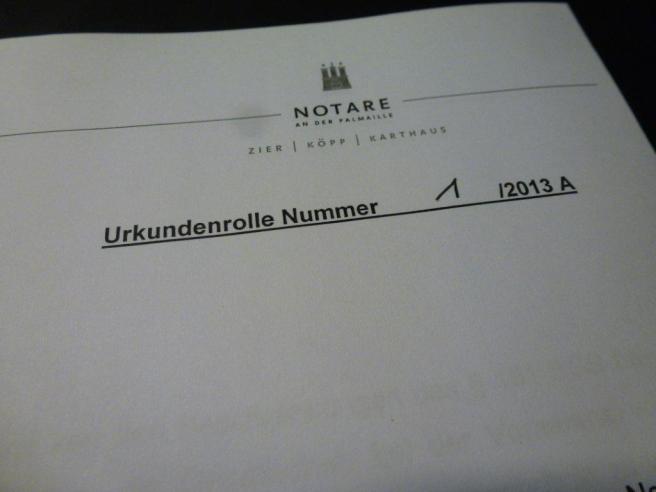 NOTARE
AN DER PALMAILLE
ZIER | KÖPP | KARTHAUS
Urkundenrolle Nummer 1 /2013 A